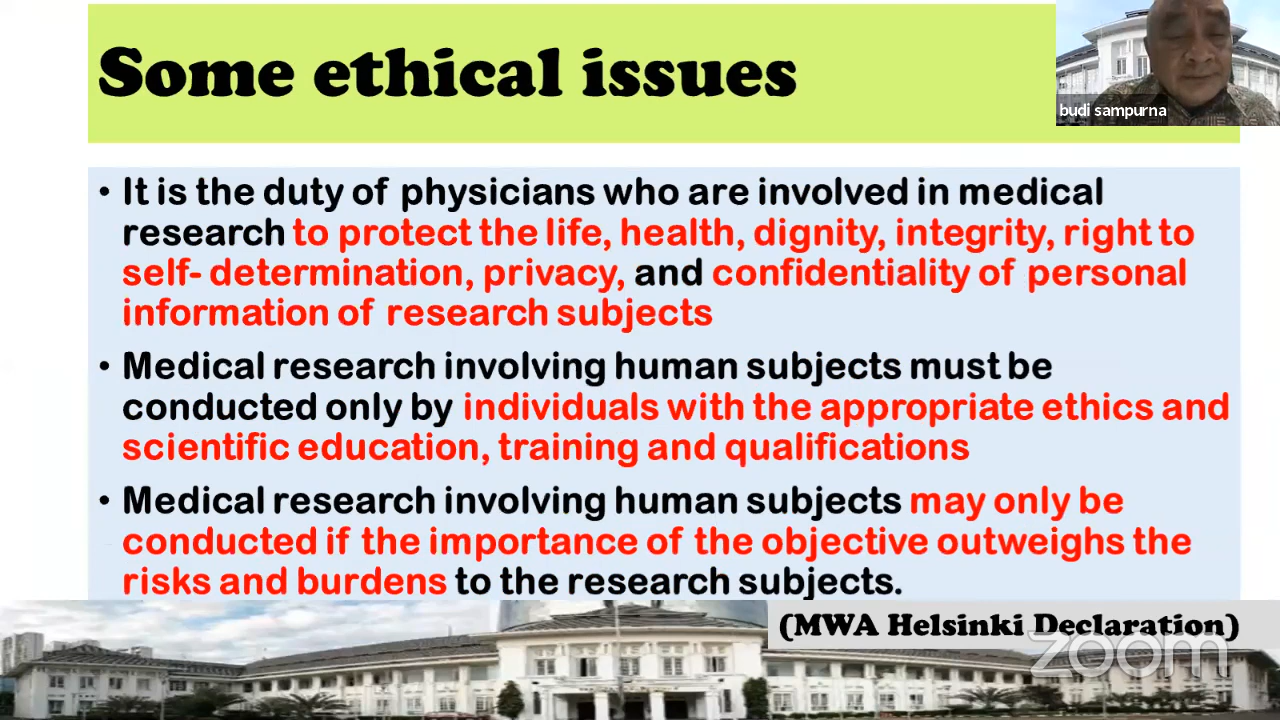 Some ethical issues
budi sampurna
• It is the duty of physicians who are involved in medical
research to protect the life, health, dignity, integrity, right to
self- determination, privacy, and confidentiality of personal
information of research subjects
• Medical research involving human subjects must be
conducted only by individuals with the appropriate ethics and
scientific education, training and qualifications
• Medical research involving human subjects may only be
conducted if the importance of the objective outweighs the
risks and burdens to the research subjects.
(MWA Helsinki Declaration)
zoom